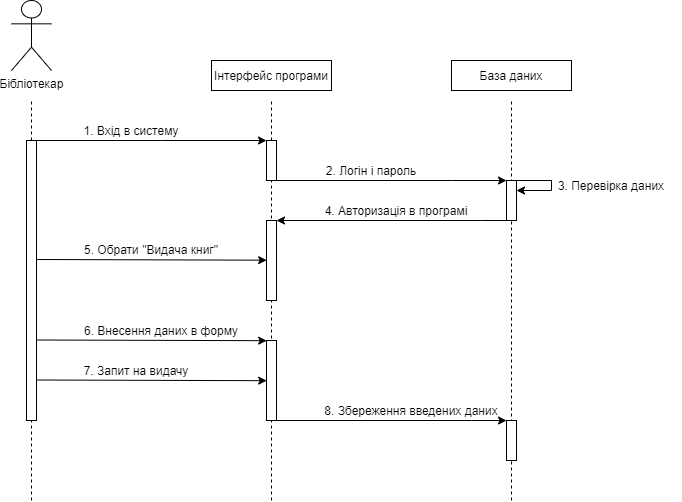 Бібліотекар
Інтерфейс програми
База даних
1. Вхід в систему
2. Логін і пароль
3. Перевірка даних
4. Авторизація в програмі
5. Обрати "Видача книг"
6. Внесення даних в форму
7. Запит на видачу
8. Збереження введених даних